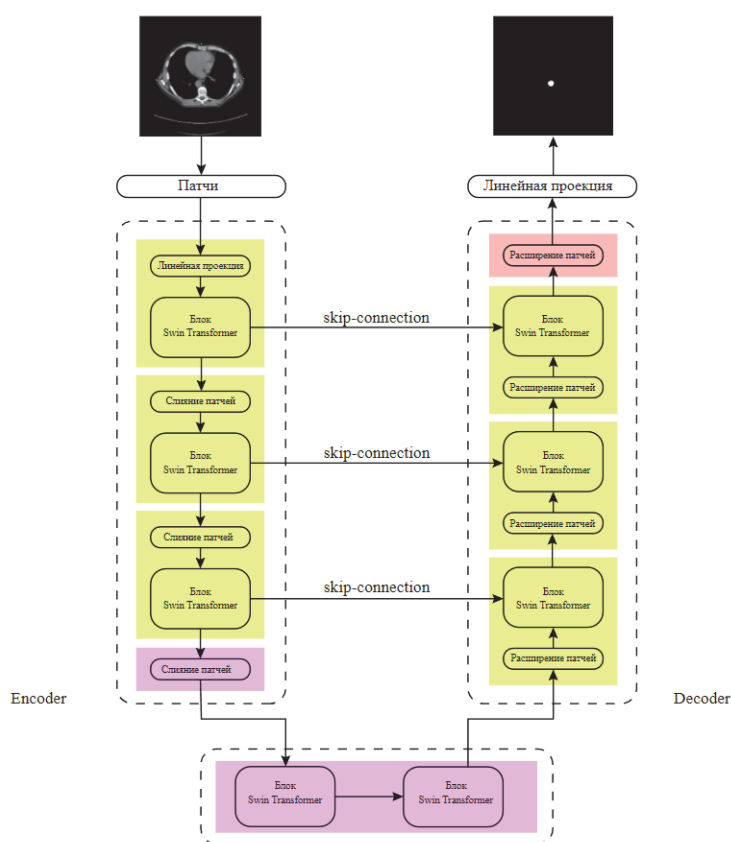 Патчи
Линейная проекция
Линейная проекция
Расширение патчей
Блок
Swin Transformer
skip-connection
Блок
Swin Transformer
Слияние патчей
Расширение патчей
Блок
Swin Transformer
skip-connection
Блок
Swin Transformer
Слияние патчей
Расширение патчей
Блок
Swin Transformer
skip-connection
Блок
Swin Transformer
Слияние патчей
Расширение патчей
Encoder
Decoder
Блок
Swin Transformer
Блок
Swin Transformer